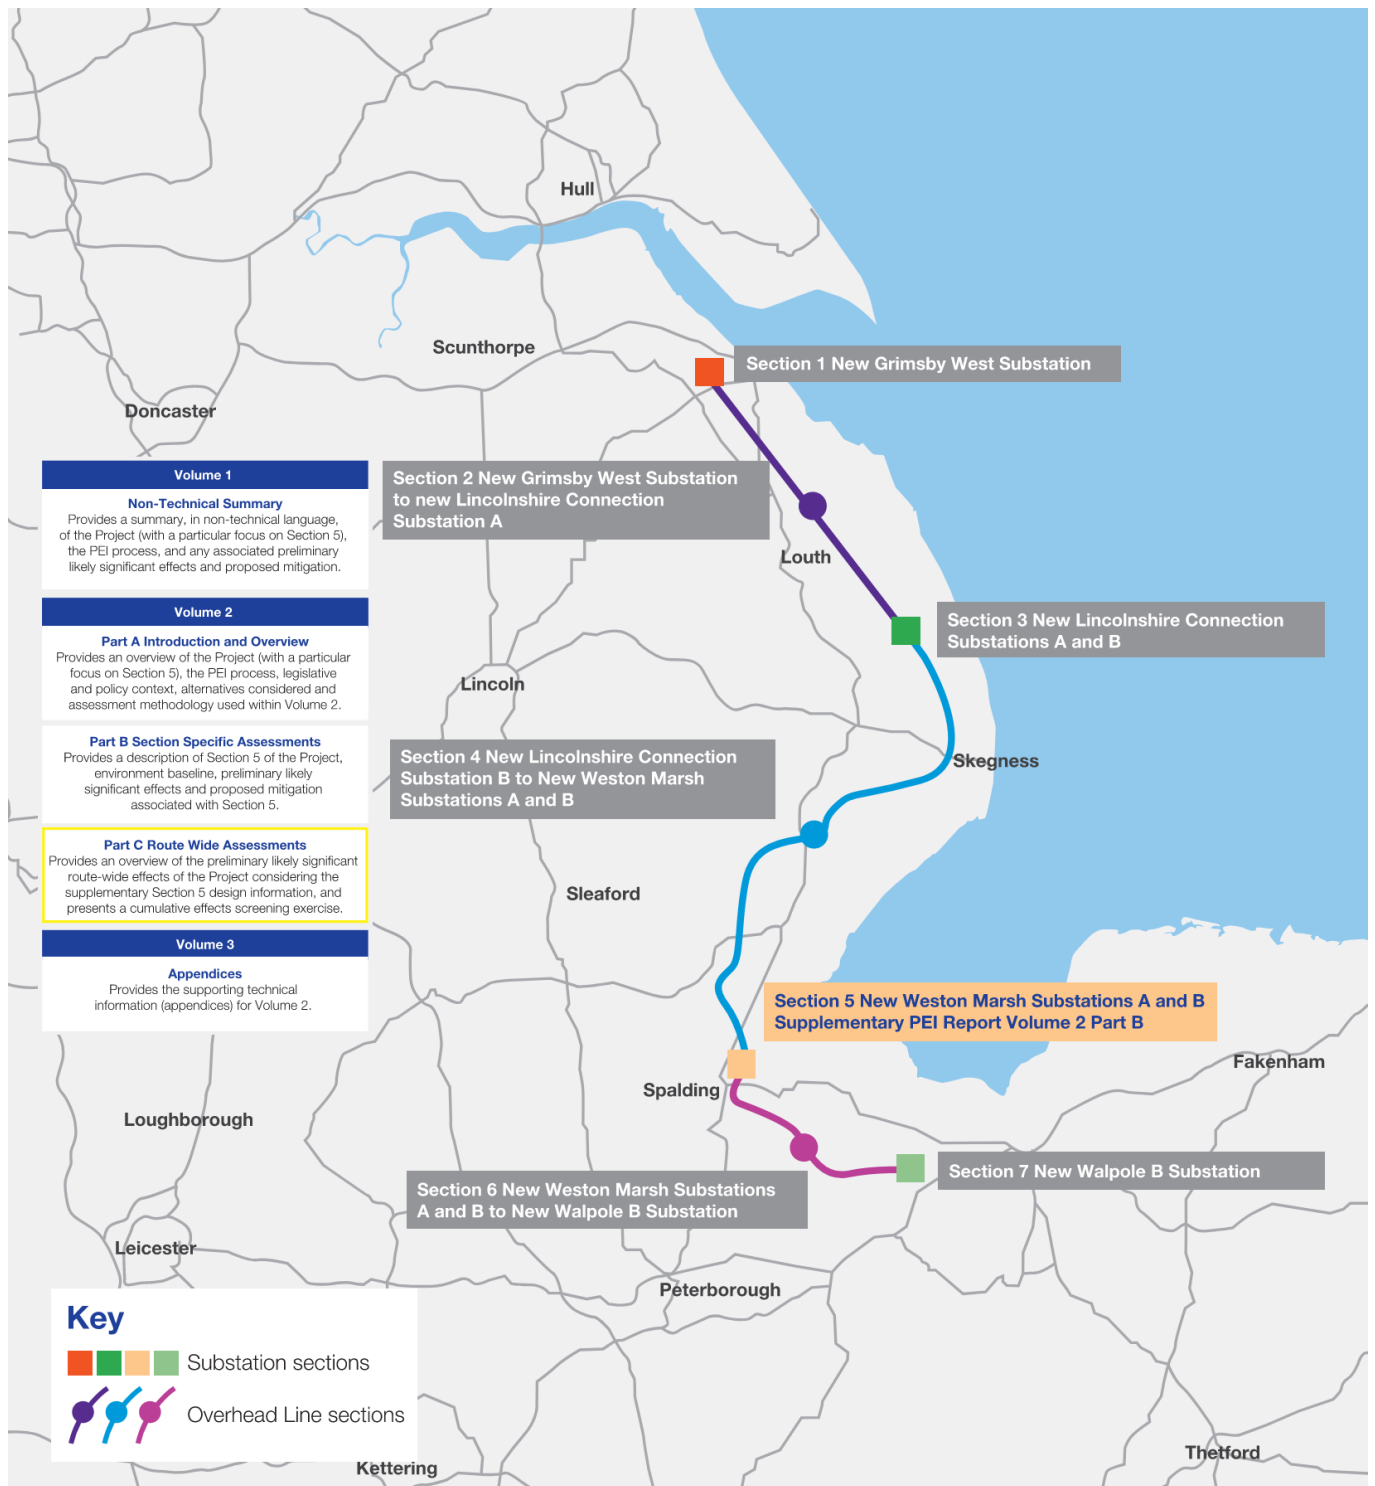 Hull
Scunthorpe
Section 1 New Grimsby West Substation
Doncaster
Volume 1
Non-Technical Summary
Provides a summary, in non-technical language,
of the Project (with a particular focus on Section 5),
the PEI process, and any associated preliminary
likely significant effects and proposed mitigation.
Section 2 New Grimsby West Substation
to new Lincolnshire Connection
Substation A
Louth
Volume 2
Part A Introduction and Overview
Provides an overview of the Project (with a particular
focus on Section 5), the PEI process, legislative
and policy context, alternatives considered and
assessment methodology used within Volume 2.
Section 3 New Lincolnshire Connection
Substations A and B
Lincoln
Part B Section Specific Assessments
Provides a description of Section 5 of the Project,
environment baseline, preliminary likely
significant effects and proposed mitigation
associated with Section 5.
Section 4 New Lincolnshire Connection
Substation B to New Weston Marsh
Substations A and B
Skegness
Part C Route Wide Assessments
Provides an overview of the preliminary likely significant
route-wide effects of the Project considering the
supplementary Section 5 design information, and
presents a cumulative effects screening exercise.
Sleaford
Volume 3
Appendices
Provides the supporting technical
information (appendices) for Volume 2.
Section 5 New Weston Marsh Substations A and B
Supplementary PEI Report Volume 2 Part B
Fakenham
Spalding
Loughborough
Section 7 New Walpole B Substation
Section 6 New Weston Marsh Substations
A and B to New Walpole B Substation
Leicester
Peterborough
Key
Substation sections
Overhead Line sections
Thetford
Kettering